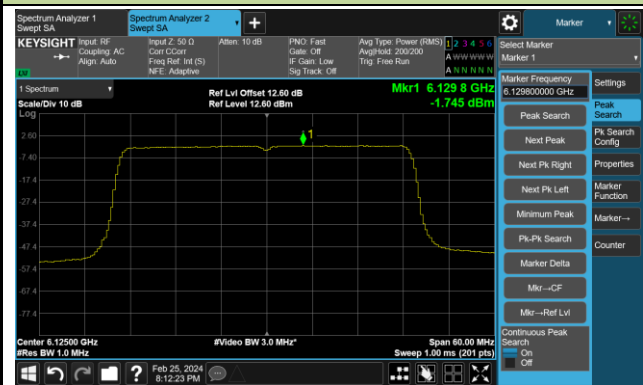 Spectrum Analyzer 1
Swept SA
Spectrum Analyzer 2
Swept SA
Marker
KEYSIGHT
Input: RF
Coupling: AC
Align: Auto
Input Z: 50 Ω
Corr CCorr
Freq Ref: Int (S)
NFE: Adaptive
Atten: 10 dB
PNO: Fast
Gate: Off
IF Gain: Low
Sig Track: Off
Avg Type: Power (RMS)
Avg|Hold: 200/200
Trig: Free Run
1 2 3 4 5 6
A W W W W W
A N N N N N
LXI
Select Marker
Marker 1
1 Spectrum
Scale/Div 10 dB
Log
Ref Lvl Offset 12.60 dB
Ref Level 12.60 dBm
Mkr1 6.129 8 GHz
-1.745 dBm
1
2.60
-7.40
-17.4
-27.4
-37.4
-47.4
-57.4
-67.4
-77.4
Center 6.12500 GHz
#Res BW 1.0 MHz
#Video BW 3.0 MHz*
Span 60.00 MHz
Sweep 1.00 ms (201 pts)
Marker Frequency
6.129800000 GHz
Peak Search
Next Peak
Next Pk Right
Next Pk Left
Minimum Peak
Pk-Pk Search
Marker Delta
Mkr→CF
Mkr→Ref Lvl
Continuous Peak
Search
On
Off
Settings
Peak
Search
Pk Search
Config
Properties
Marker
Function
Marker→
Counter
Feb 25, 2024
8:12:23 PM